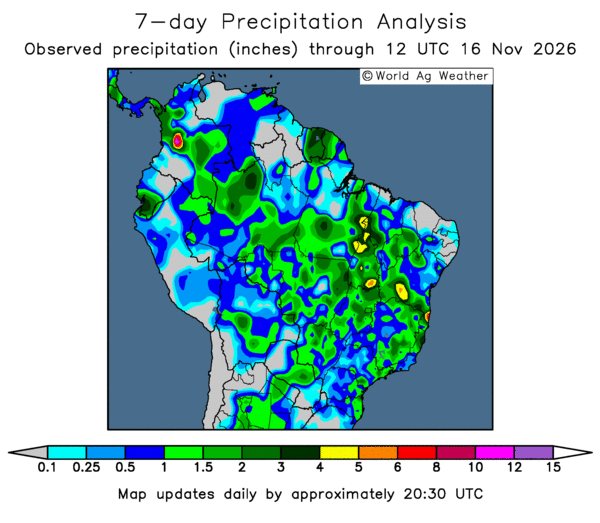 7-day Precipitation Analysis
Observed precipitation (inches) through 12 UTC 16 Nov 2026
© World Ag Weather
0.1 0.25 0.5 1 1.5 2 3 4 5 6 8 10 12 15
Map updates daily by approximately 20:30 UTC